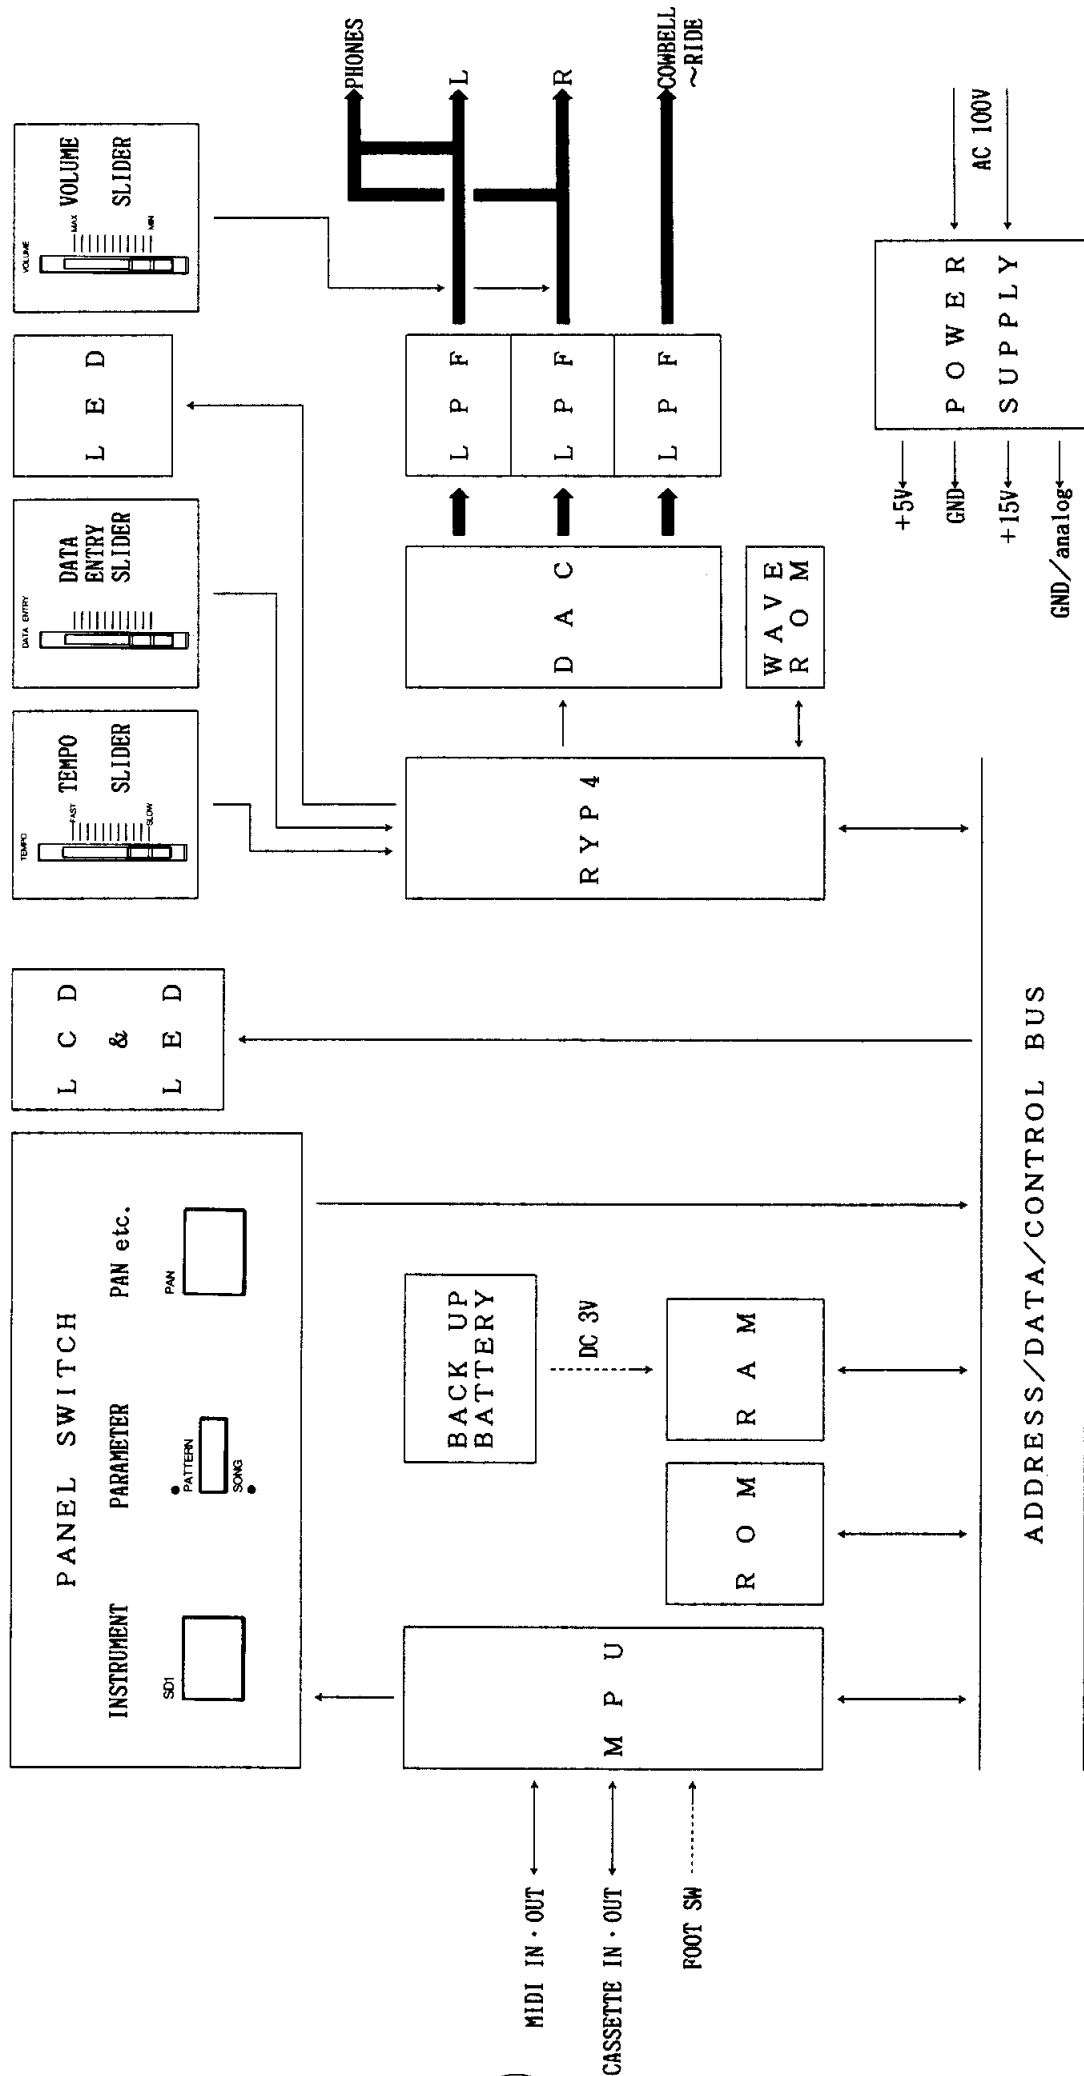 PANEL SWITCH
INSTRUMENT
PARAMETER
PAN etc.
SD1
PATTERN
SONG
PAN
L C D
&
L E D
TEMPO
FAST
SLOW
TEMPO
SLIDER
DATA ENTRY
DATA
ENTRY
SLIDER
L E D
VOLUME
MAX
MIN
VOLUME
SLIDER
MIDI IN・OUT
CASSETTE IN・OUT
FOOT SW
M P U
BACK UP
BATTERY
DC 3V
R O M
R A M
R Y P 4
D A C
WAVE
R O M
L P F
L P F
L P F
PHONES
L
R
COWBELL
~RIDE
ADDRESS/DATA/CONTROL BUS
+5V
GND
+15V
GND/analog
POWER
SUPPLY
AC 100V